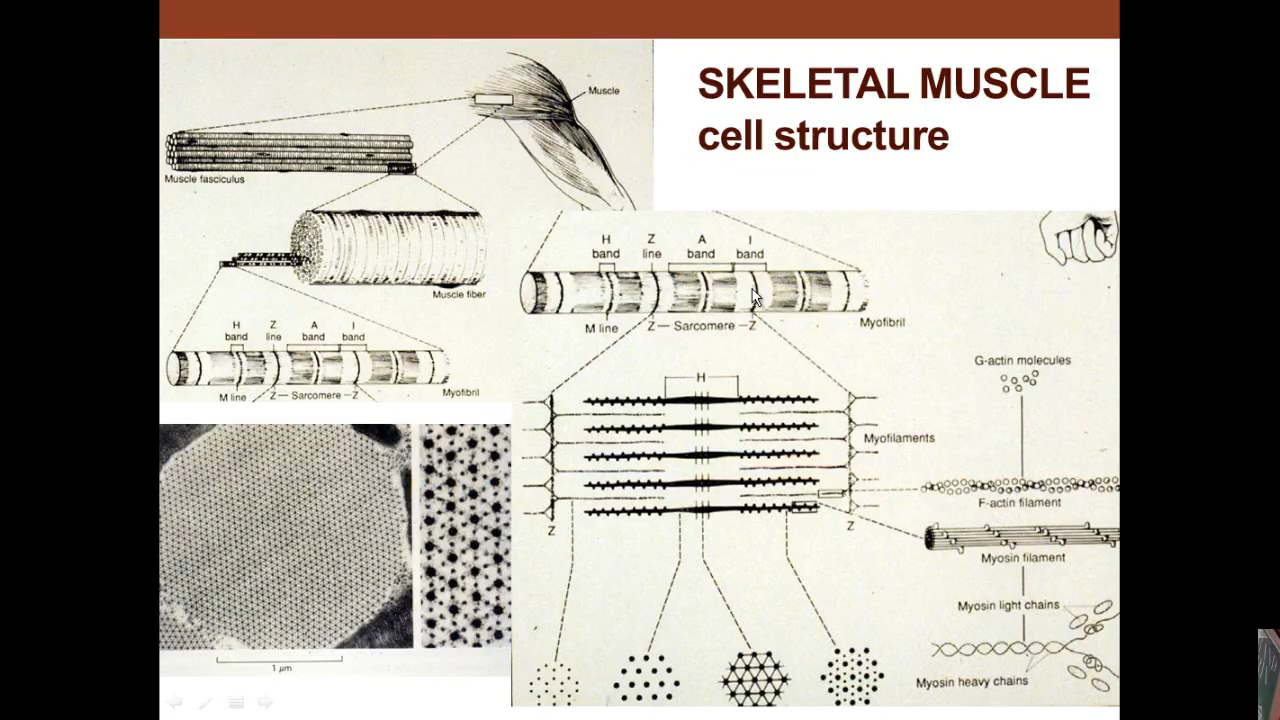 SKELETAL MUSCLE
cell structure
Muscle
Muscle fasciculus
Muscle fiber
H band
Z line
A band
I band
M line
Z — Sarcomere — Z
Myofibril
H band
Z line
A band
I band
M line
Z — Sarcomere — Z
Myofibril
H
Myofilaments
Z
Z
G-actin molecules
F-actin filament
Myosin filament
Myosin light chains
Myosin heavy chains
1 μm